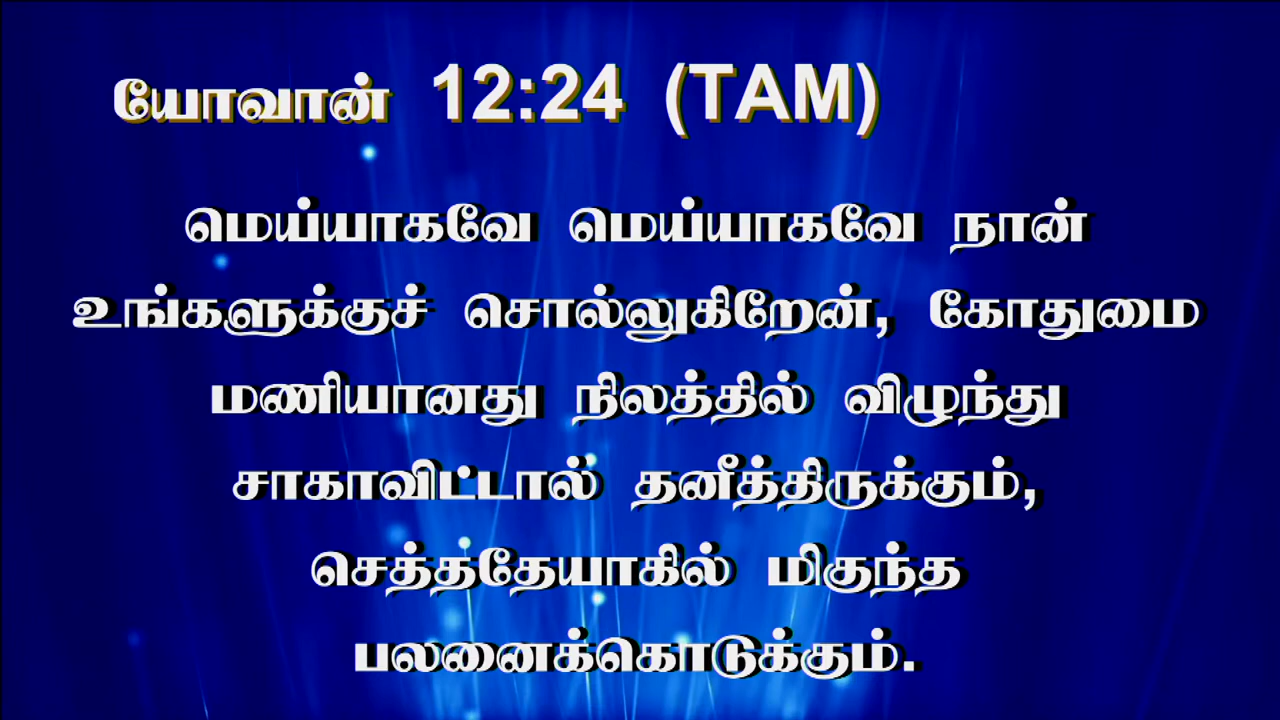 யோவான் 12:24 (TAM)
மெய்யாகவே மெய்யாகவே நான்
உங்களுக்குச் சொல்லுகிறேன், கோதுமை
மணியானது நிலத்தில் விழுந்து
சாகாவிட்டால் தனீத்திருக்கும்,
செத்ததேயாகில் மிகுந்த
பலனைக்கொடுக்கும்.